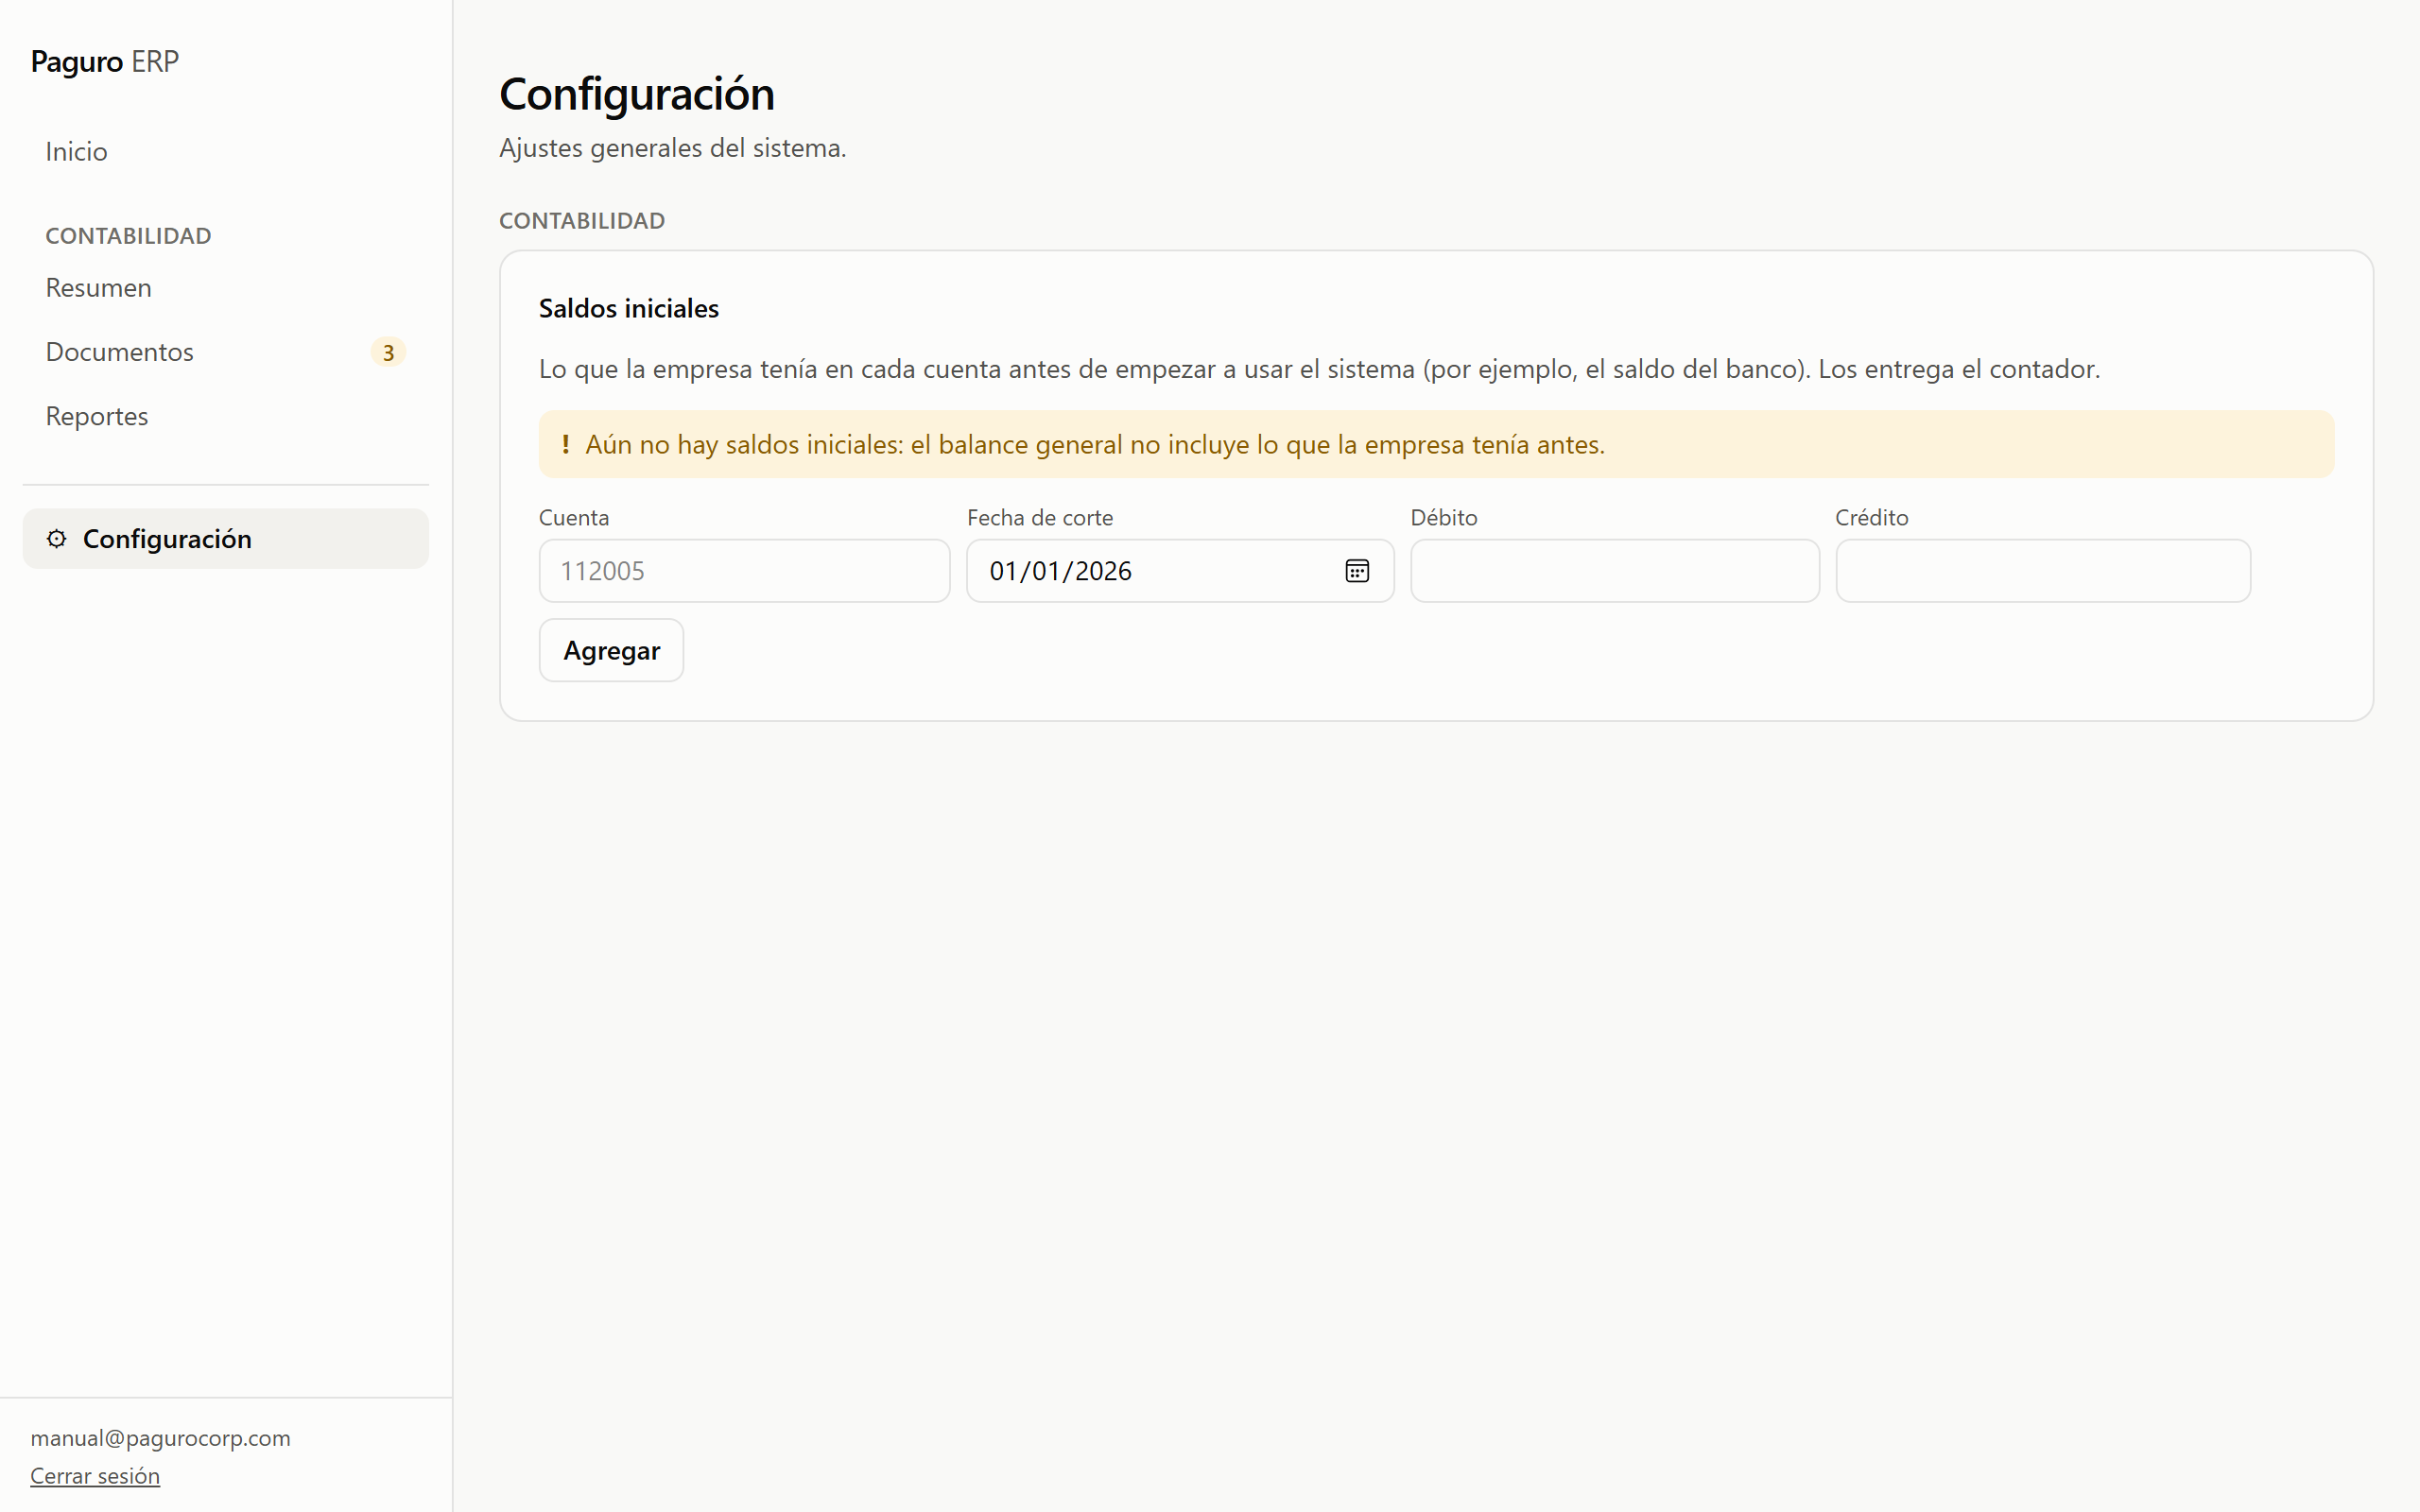 Paguro ERP
Inicio
CONTABILIDAD
Resumen
Documentos 3
Reportes
Configuración
manual@pagurocorp.com
Cerrar sesión
Configuración
Ajustes generales del sistema.
CONTABILIDAD
Saldos iniciales
Lo que la empresa tenía en cada cuenta antes de empezar a usar el sistema (por ejemplo, el saldo del banco). Los entrega el contador.
! Aún no hay saldos iniciales: el balance general no incluye lo que la empresa tenía antes.
Cuenta Fecha de corte Débito Crédito
112005 01/01/2026
Agregar